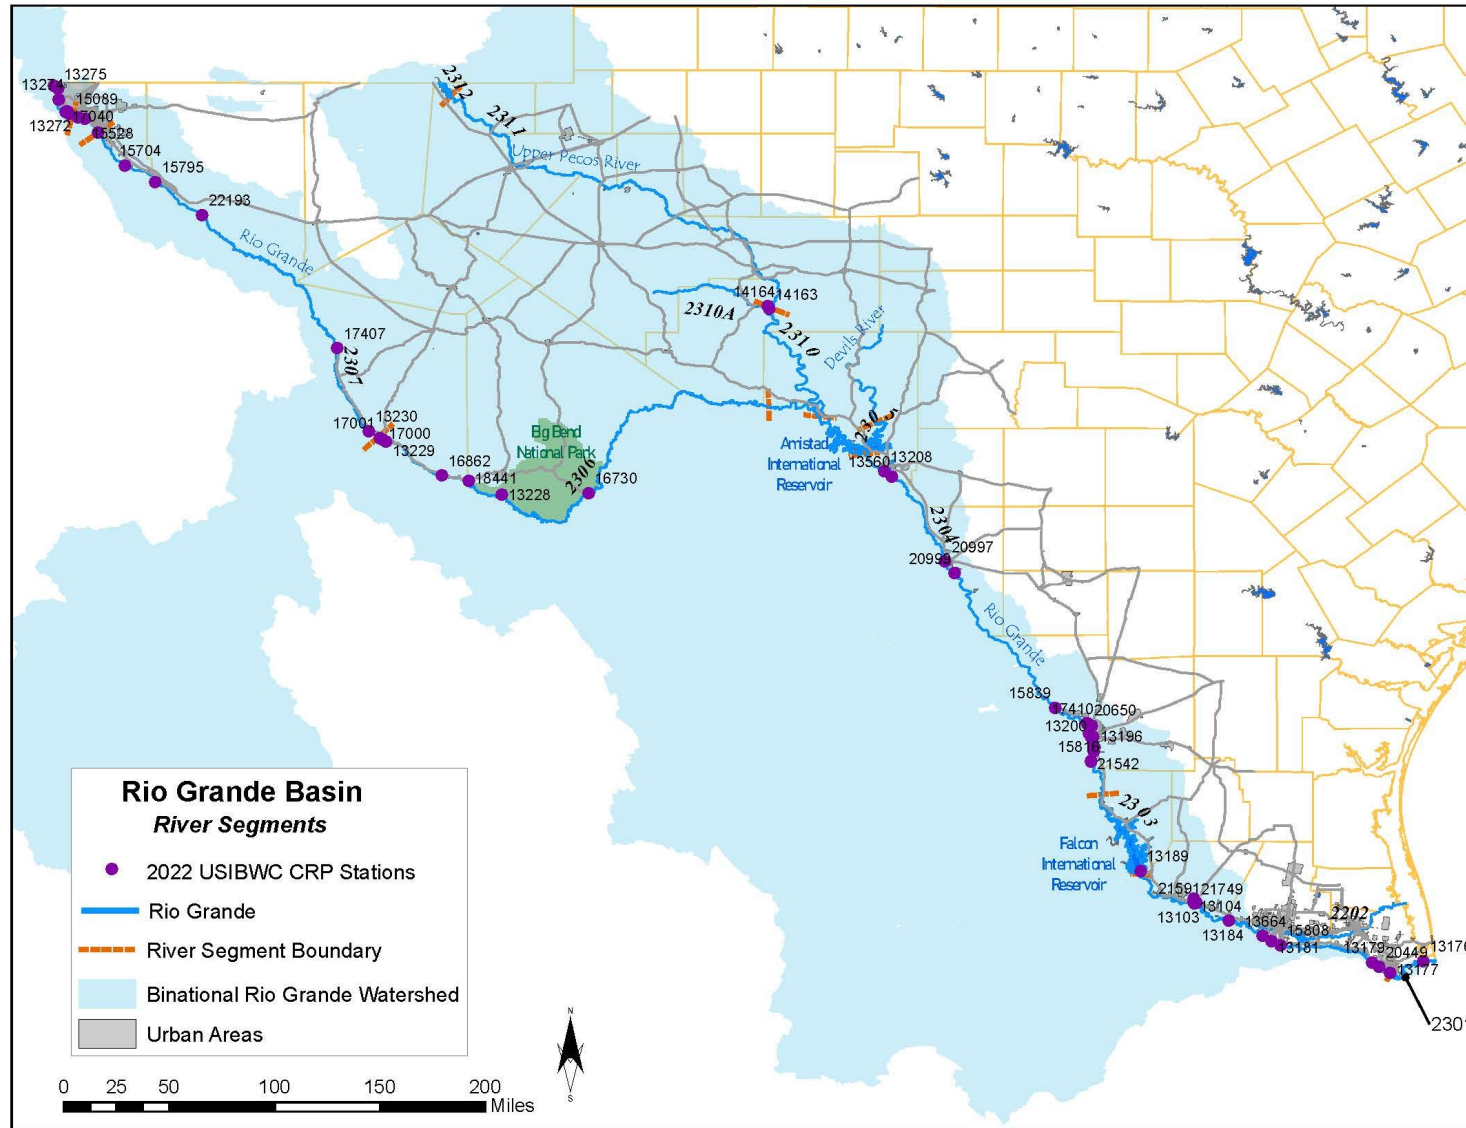 13275
13274
15089
17040
13272
15528
15704
15795
22193
Rio Grande
2312
2311
Upper Pecos River
14164
14163
2310A
2310
Devils River
17407
2307
13230
17001
17000
13229
16862
18441
13228
Big Bend
National Park
2306
16730
Amistad
International
Reservoir
13560
13208
2304
20997
20999
Rio Grande
15839
17410
20650
13200
13196
15816
21542
2303
Falcon
International
Reservoir
13189
21591
21749
13104
13103
13184
13664
15808
13181
2202
13179
20449
13176
13177
Rio Grande Basin
River Segments
2022 USIBWC CRP Stations
Rio Grande
River Segment Boundary
Binational Rio Grande Watershed
Urban Areas
N
S
0 25 50 100 150 200
Miles